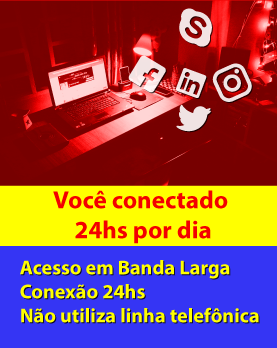 Você conectado
24hs por dia
Acesso em Banda Larga
Conexão 24hs
Não utiliza linha telefônica